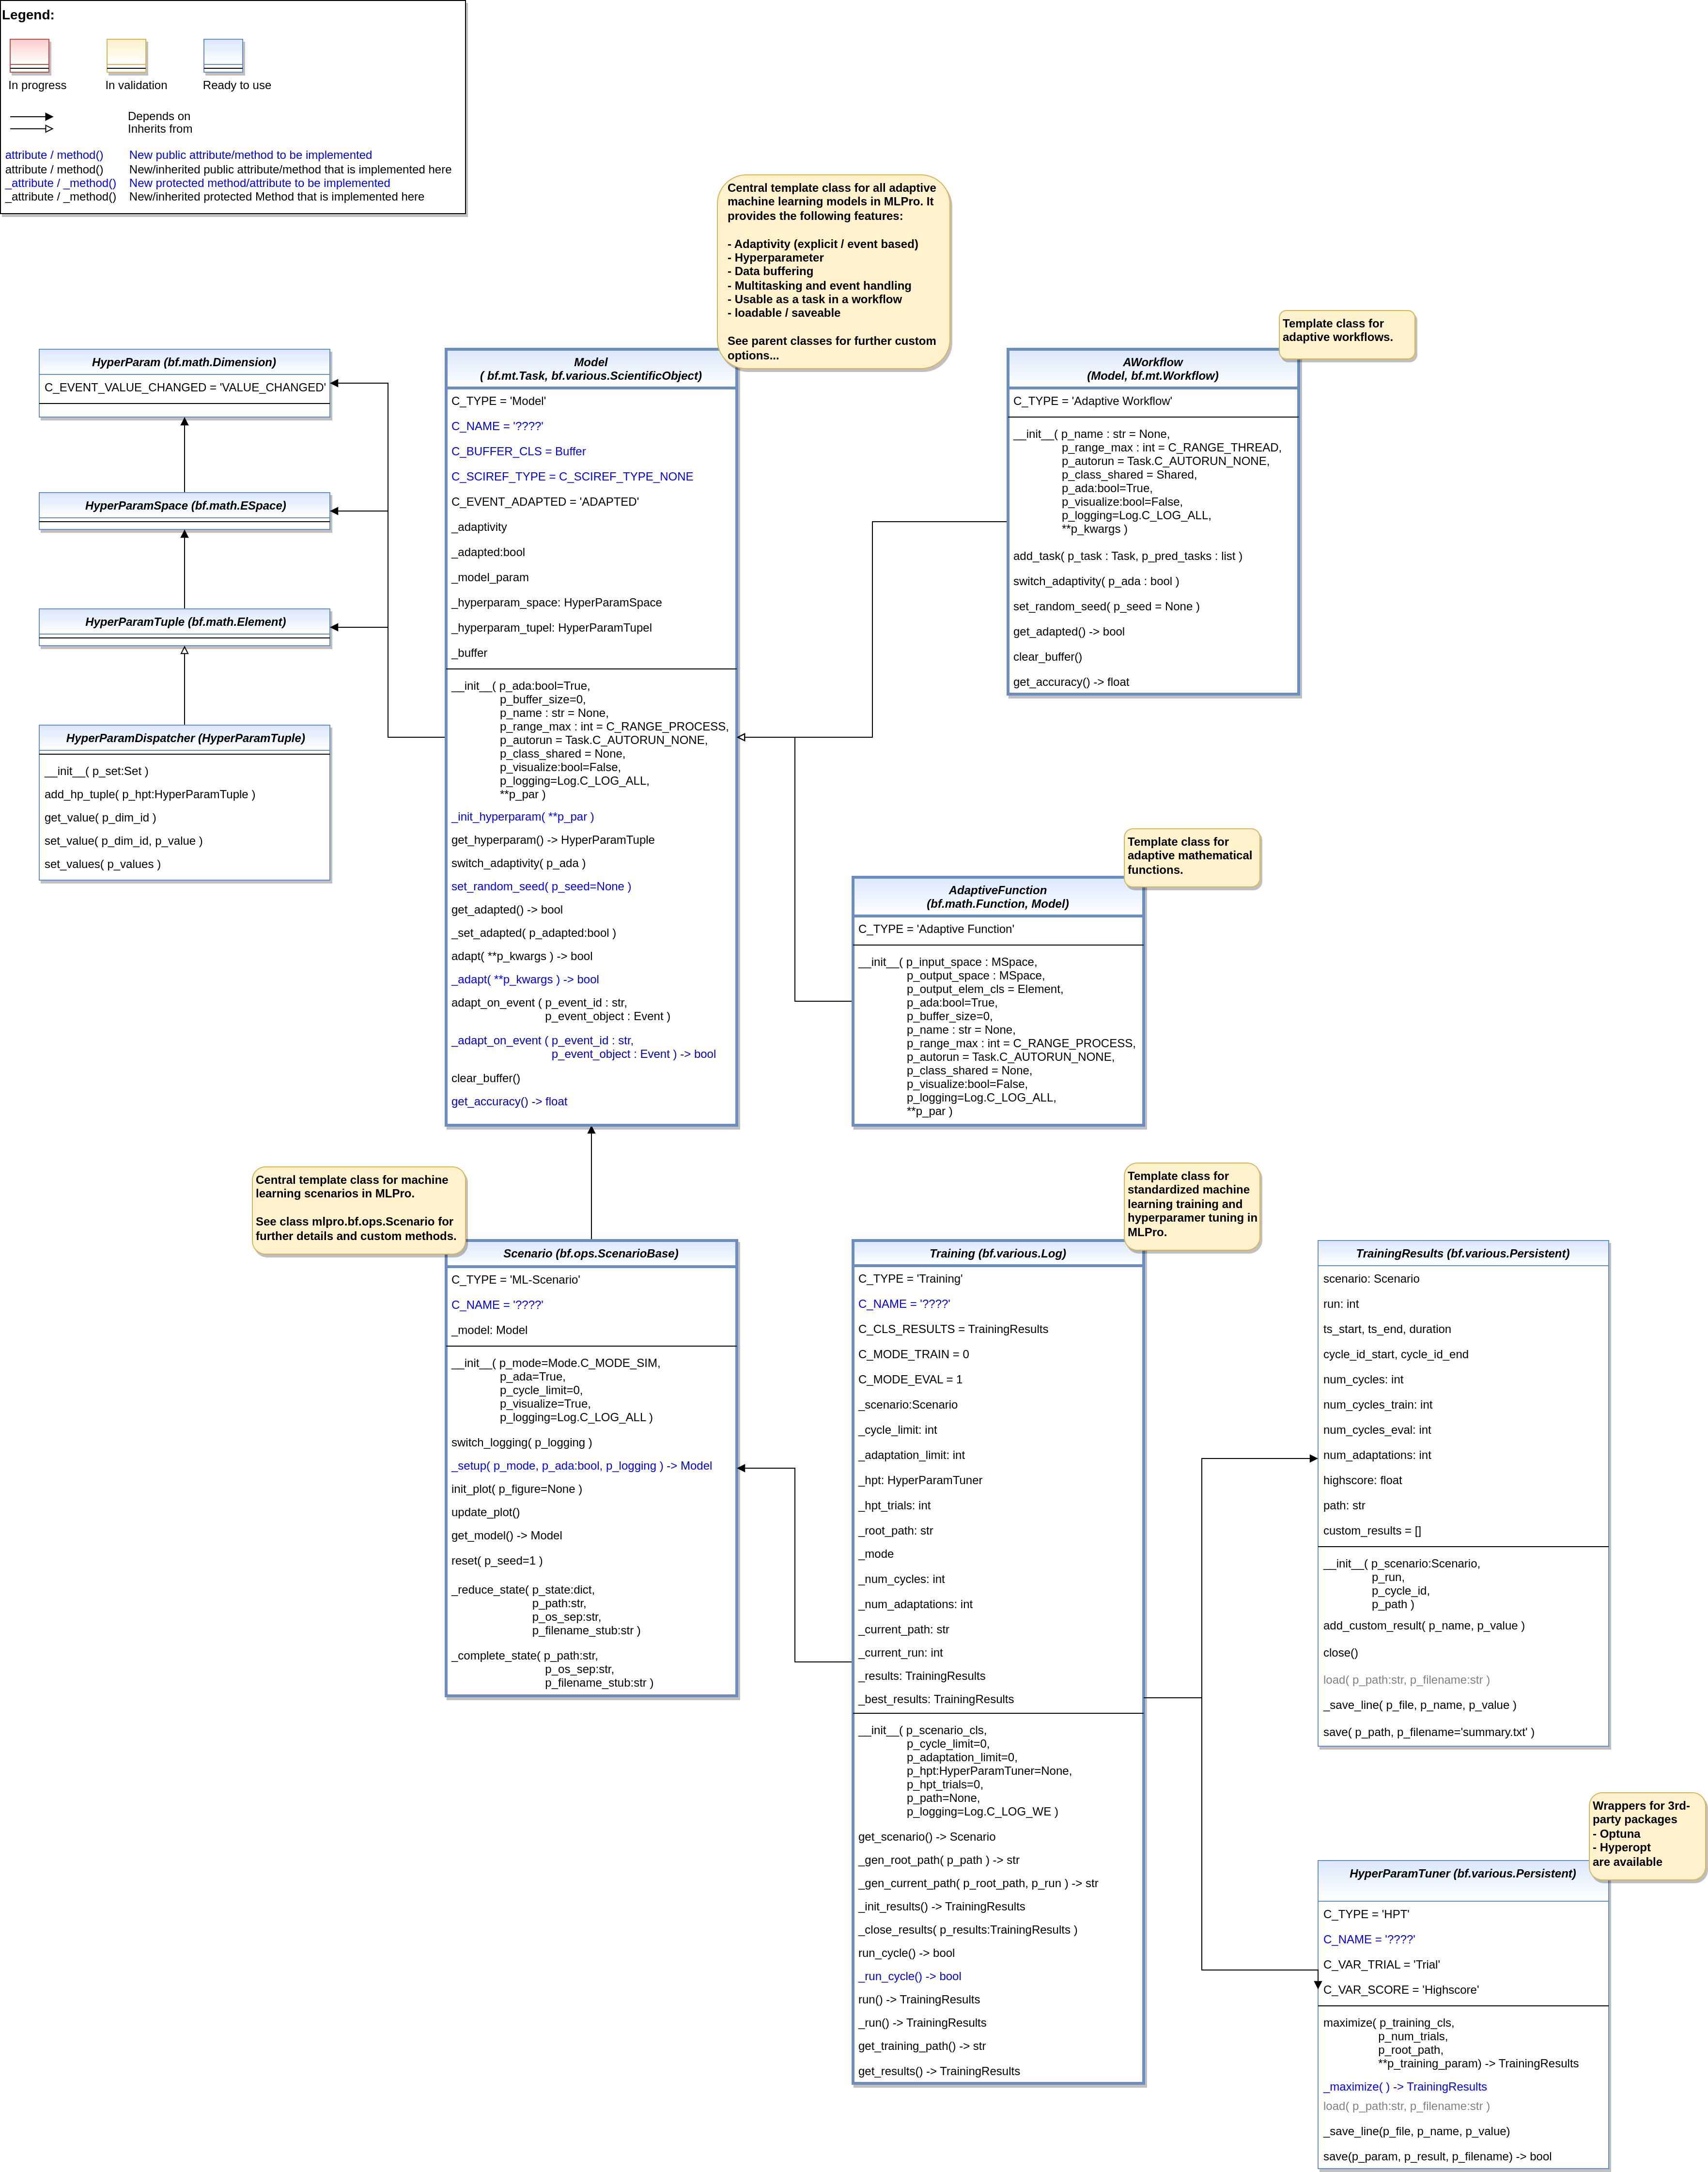 Legend:
In progress
In validation
Ready to use
Depends on
Inherits from
attribute / method() New public attribute/method to be implemented
attribute / method() New/inherited public attribute/method that is implemented here
_attribute / _method() New protected method/attribute to be implemented
_attribute / _method() New/inherited protected Method that is implemented here
Central template class for all adaptive
machine learning models in MLPro. It
provides the following features:
- Adaptivity (explicit / event based)
- Hyperparameter
- Data buffering
- Multitasking and event handling
- Usable as a task in a workflow
- loadable / saveable
See parent classes for further custom
options...
HyperParam (bf.math.Dimension)
C_EVENT_VALUE_CHANGED = 'VALUE_CHANGED'
HyperParamSpace (bf.math.ESpace)
HyperParamTuple (bf.math.Element)
HyperParamDispatcher (HyperParamTuple)
__init__( p_set:Set )
add_hp_tuple( p_hpt:HyperParamTuple )
get_value( p_dim_id )
set_value( p_dim_id, p_value )
set_values( p_values )
Model
( bf.mt.Task, bf.various.ScientificObject)
C_TYPE = 'Model'
C_NAME = '????'
C_BUFFER_CLS = Buffer
C_SCIREF_TYPE = C_SCIREF_TYPE_NONE
C_EVENT_ADAPTED = 'ADAPTED'
_adaptivity
_adapted:bool
_model_param
_hyperparam_space: HyperParamSpace
_hyperparam_tupel: HyperParamTupel
_buffer
__init__( p_ada:bool=True,
p_buffer_size=0,
p_name : str = None,
p_range_max : int = C_RANGE_PROCESS,
p_autorun = Task.C_AUTORUN_NONE,
p_class_shared = None,
p_visualize:bool=False,
p_logging=Log.C_LOG_ALL,
**p_par )
_init_hyperparam( **p_par )
get_hyperparam() -> HyperParamTuple
switch_adaptivity( p_ada )
set_random_seed( p_seed=None )
get_adapted() -> bool
_set_adapted( p_adapted:bool )
adapt( **p_kwargs ) -> bool
_adapt( **p_kwargs ) -> bool
adapt_on_event ( p_event_id : str,
p_event_object : Event )
_adapt_on_event ( p_event_id : str,
p_event_object : Event ) -> bool
clear_buffer()
get_accuracy() -> float
Template class for
adaptive workflows.
AWorkflow
(Model, bf.mt.Workflow)
C_TYPE = 'Adaptive Workflow'
__init__( p_name : str = None,
p_range_max : int = C_RANGE_THREAD,
p_autorun = Task.C_AUTORUN_NONE,
p_class_shared = Shared,
p_ada:bool=True,
p_visualize:bool=False,
p_logging=Log.C_LOG_ALL,
**p_kwargs )
add_task( p_task : Task, p_pred_tasks : list )
switch_adaptivity( p_ada : bool )
set_random_seed( p_seed = None )
get_adapted() -> bool
clear_buffer()
get_accuracy() -> float
Template class for
adaptive mathematical
functions.
AdaptiveFunction
(bf.math.Function, Model)
C_TYPE = 'Adaptive Function'
__init__( p_input_space : MSpace,
p_output_space : MSpace,
p_output_elem_cls = Element,
p_ada:bool=True,
p_buffer_size=0,
p_name : str = None,
p_range_max : int = C_RANGE_PROCESS,
p_autorun = Task.C_AUTORUN_NONE,
p_class_shared = None,
p_visualize:bool=False,
p_logging=Log.C_LOG_ALL,
**p_par )
Central template class for machine
learning scenarios in MLPro.
See class mlpro.bf.ops.Scenario for
further details and custom methods.
Scenario (bf.ops.ScenarioBase)
C_TYPE = 'ML-Scenario'
C_NAME = '????'
_model: Model
__init__( p_mode=Mode.C_MODE_SIM,
p_ada=True,
p_cycle_limit=0,
p_visualize=True,
p_logging=Log.C_LOG_ALL )
switch_logging( p_logging )
_setup( p_mode, p_ada:bool, p_logging ) -> Model
init_plot( p_figure=None )
update_plot()
get_model() -> Model
reset( p_seed=1 )
_reduce_state( p_state:dict,
p_path:str,
p_os_sep:str,
p_filename_stub:str )
_complete_state( p_path:str,
p_os_sep:str,
p_filename_stub:str )
Template class for
standardized machine
learning training and
hyperparamer tuning in
MLPro.
Training (bf.various.Log)
C_TYPE = 'Training'
C_NAME = '????'
C_CLS_RESULTS = TrainingResults
C_MODE_TRAIN = 0
C_MODE_EVAL = 1
_scenario:Scenario
_cycle_limit: int
_adaptation_limit: int
_hpt: HyperParamTuner
_hpt_trials: int
_root_path: str
_mode
_num_cycles: int
_num_adaptations: int
_current_path: str
_current_run: int
_results: TrainingResults
_best_results: TrainingResults
__init__( p_scenario_cls,
p_cycle_limit=0,
p_adaptation_limit=0,
p_hpt:HyperParamTuner=None,
p_hpt_trials=0,
p_path=None,
p_logging=Log.C_LOG_WE )
get_scenario() -> Scenario
_gen_root_path( p_path ) -> str
_gen_current_path( p_root_path, p_run ) -> str
_init_results() -> TrainingResults
_close_results( p_results:TrainingResults )
run_cycle() -> bool
_run_cycle() -> bool
run() -> TrainingResults
_run() -> TrainingResults
get_training_path() -> str
get_results() -> TrainingResults
TrainingResults (bf.various.Persistent)
scenario: Scenario
run: int
ts_start, ts_end, duration
cycle_id_start, cycle_id_end
num_cycles: int
num_cycles_train: int
num_cycles_eval: int
num_adaptations: int
highscore: float
path: str
custom_results = []
__init__( p_scenario:Scenario,
p_run,
p_cycle_id,
p_path )
add_custom_result( p_name, p_value )
close()
load( p_path:str, p_filename:str )
_save_line( p_file, p_name, p_value )
save( p_path, p_filename='summary.txt' )
Wrappers for 3rd-
party packages
- Optuna
- Hyperopt
are available
HyperParamTuner (bf.various.Persistent)
C_TYPE = 'HPT'
C_NAME = '????'
C_VAR_TRIAL = 'Trial'
C_VAR_SCORE = 'Highscore'
maximize( p_training_cls,
p_num_trials,
p_root_path,
**p_training_param) -> TrainingResults
_maximize( ) -> TrainingResults
load( p_path:str, p_filename:str )
_save_line(p_file, p_name, p_value)
save(p_param, p_result, p_filename) -> bool